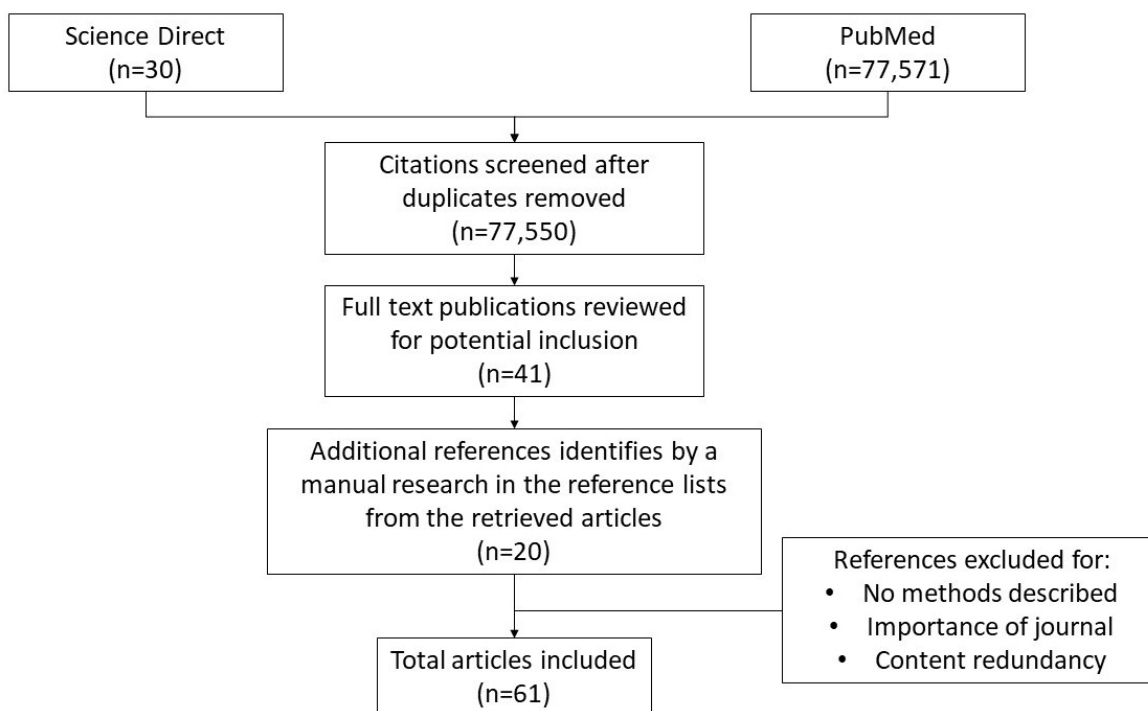 Science Direct
(n=30)
PubMed
(n=77,571)
Citations screened after
duplicates removed
(n=77,550)
Full text publications reviewed
for potential inclusion
(n=41)
Additional references identifies by a
manual research in the reference lists
from the retrieved articles
(n=20)
References excluded for:
• No methods described
• Importance of journal
• Content redundancy
Total articles included
(n=61)